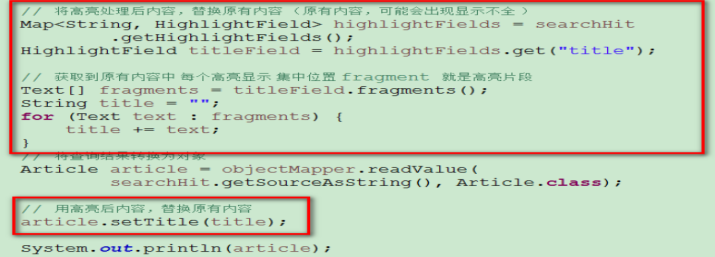 // 将高亮处理后内容，替换原有内容 （原有内容，可能会出现显示不全 ）
Map<String, HighlightField> highlightFields = searchHit
.getHighlightFields();
HighlightField titleField = highlightFields.get("title");
// 获取到原有内容中 每个高亮显示 集中位置 fragment 就是高亮片段
Text[] fragments = titleField.fragments();
String title = "";
for (Text text : fragments) {
title += text;
}
// 将查询结果转换为对象
Article article = objectMapper.readValue(
searchHit.getSourceAsString(), Article.class);
// 用高亮后内容，替换原有内容
article.setTitle(title);
System.out.println(article);